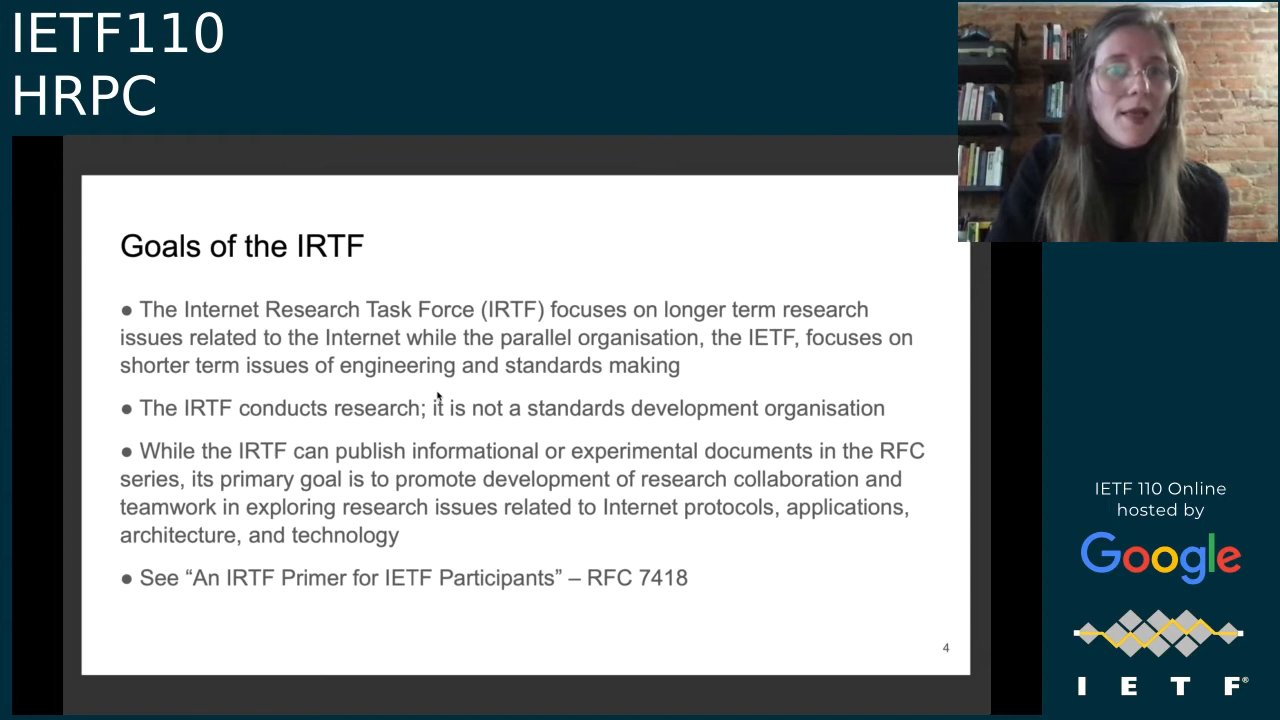 IETF110
HRPC
Goals of the IRTF
● The Internet Research Task Force (IRTF) focuses on longer term research
issues related to the Internet while the parallel organisation, the IETF, focuses on
shorter term issues of engineering and standards making
● The IRTF conducts research; it is not a standards development organisation
● While the IRTF can publish informational or experimental documents in the RFC
series, its primary goal is to promote development of research collaboration and
teamwork in exploring research issues related to Internet protocols, applications,
architecture, and technology
● See “An IRTF Primer for IETF Participants” – RFC 7418
4
IETF 110 Online
hosted by
Google
I E T F®